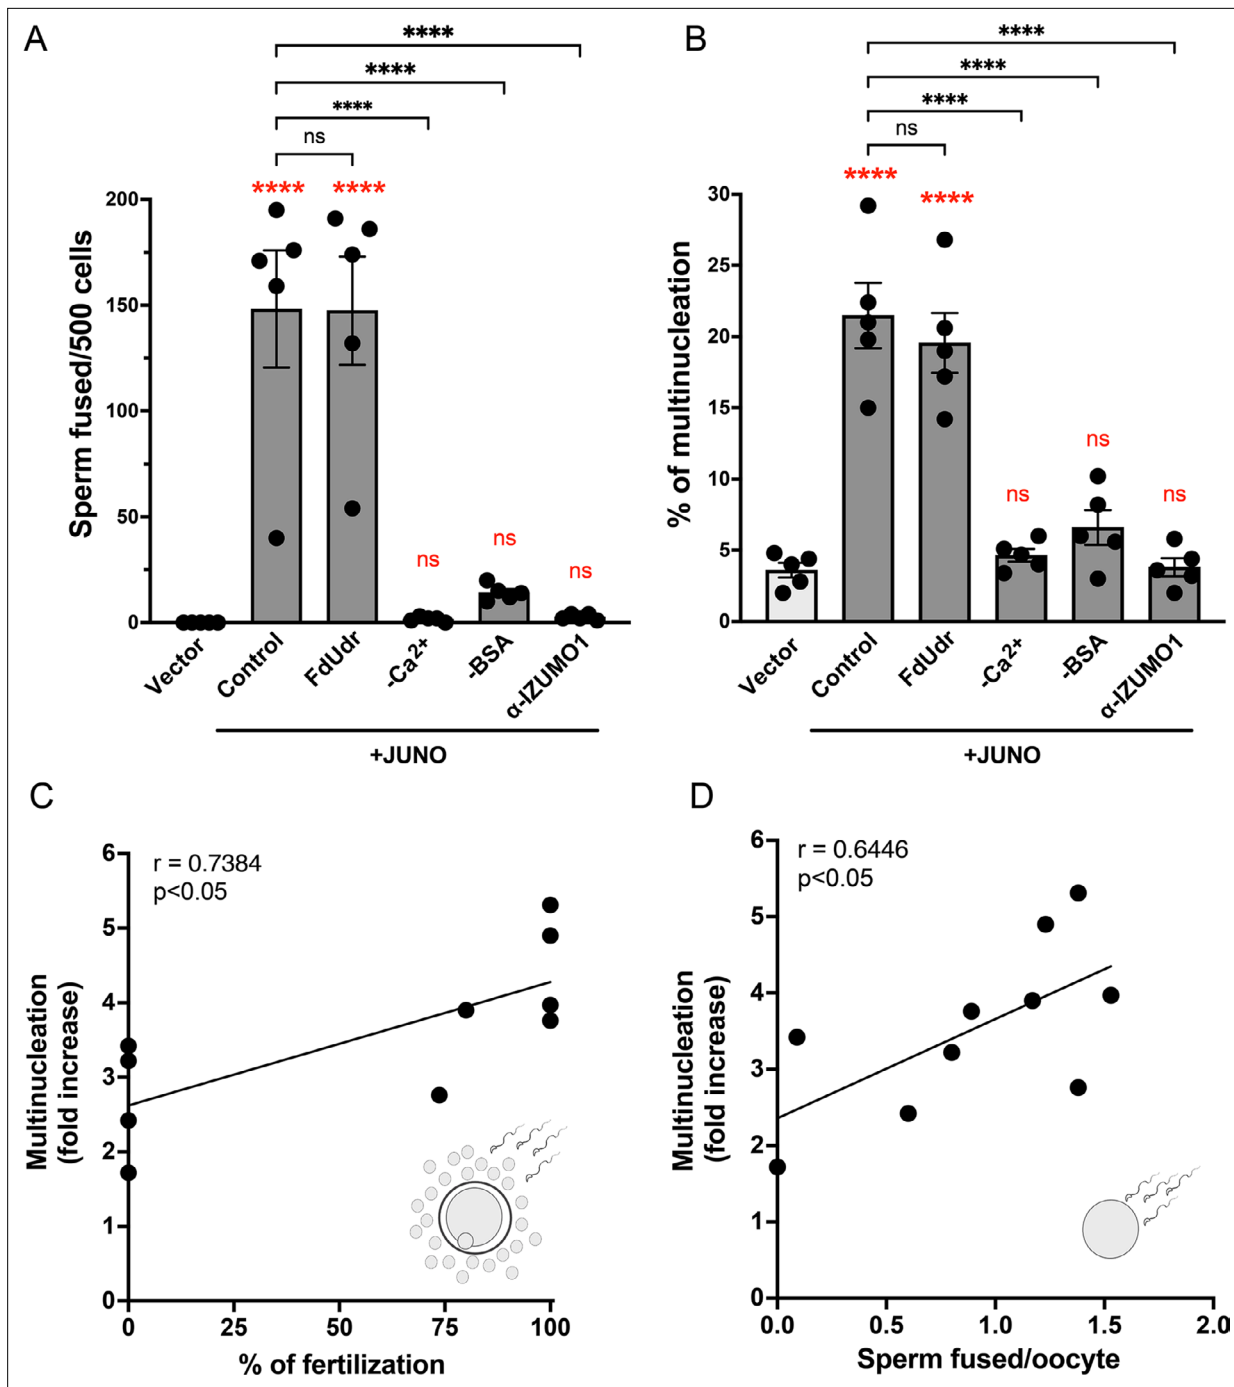 A
****
****
****
ns
****
****
Sperm fused/500 cells
200
150
100
50
0
ns
ns
ns
Vector
Control
FdUdr
-Ca²⁺
-BSA
α-IZUMO1
+JUNO
B
****
****
****
ns
****
****
% of multinucleation
30
25
20
15
10
5
0
ns
ns
ns
Vector
Control
FdUdr
-Ca²⁺
-BSA
α-IZUMO1
+JUNO
C
r = 0.7384
p<0.05
Multinucleation
(fold increase)
6
5
4
3
2
1
0
0 25 50 75 100
% of fertilization
D
r = 0.6446
p<0.05
Multinucleation
(fold increase)
6
5
4
3
2
1
0
0.0 0.5 1.0 1.5 2.0
Sperm fused/oocyte